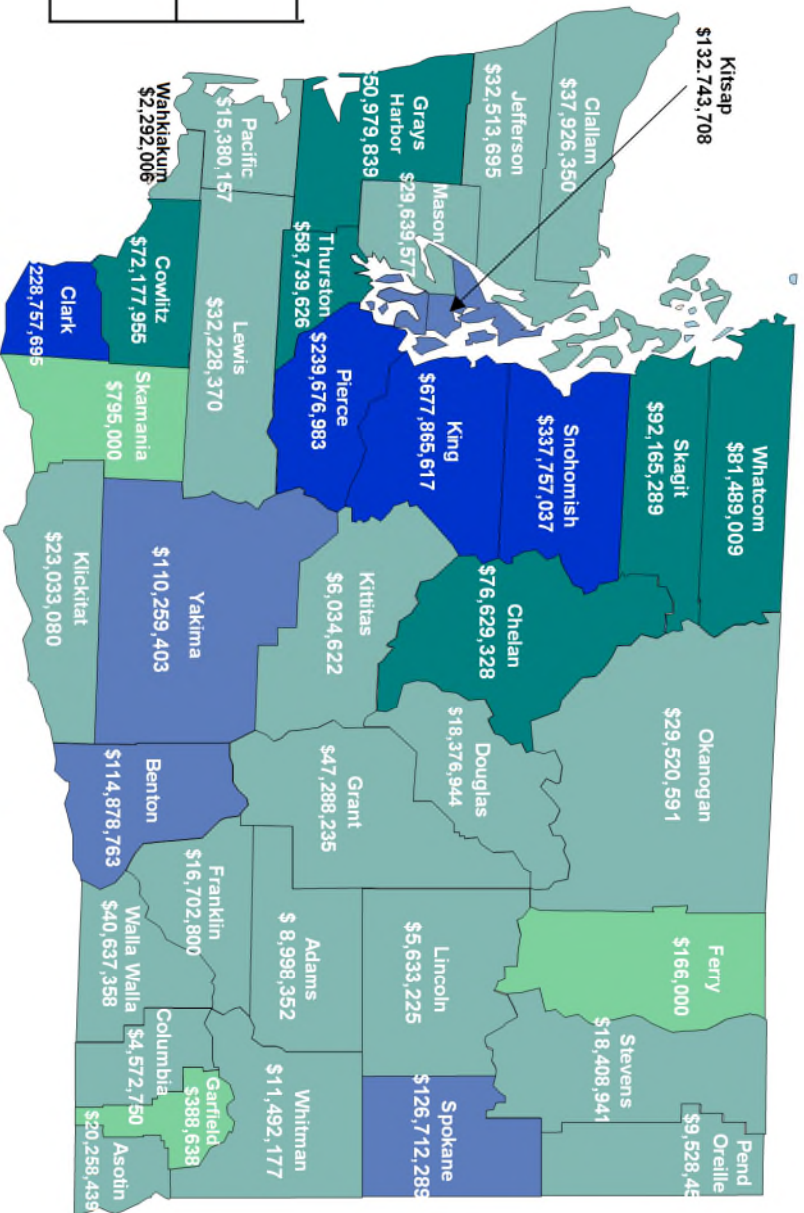 Kitsap
$132.743,708
Clallam
$37,926,350
Jefferson
$32,513,695
Grays
Harbor
50,979,839
Mason
$29,639,577
Pacific
$15,380,157
Wahkiakum
$2,292,006
Thurston
$58,739,626
Lewis
$32,228,370
Cowlitz
$72,177,955
Clark
228,757,695
Skamania
$795,000
Pierce
$239,676,983
King
$677,865,617
Snohomish
$337,757,037
Skagit
$92,165,289
Whatcom
$81,489,009
Chelan
$76,629,328
Kittitas
$6,034,622
Yakima
$110,259,403
Klickitat
$23,033,080
Okanogan
$29,520,591
Douglas
$18,376,944
Grant
$47,288,235
Benton
$114,878,763
Franklin
$16,702,800
Walla Walla
$40,637,358
Adams
$ 8,998,352
Lincoln
$5,633,225
Ferry
$166,000
Stevens
$18,408,941
Pend
Oreille
$9,528,45
Spokane
$126,712,289
Whitman
$11,492,177
Columbia
$4,572,750
Garfield
$388,638
Asotin
$20,258,439